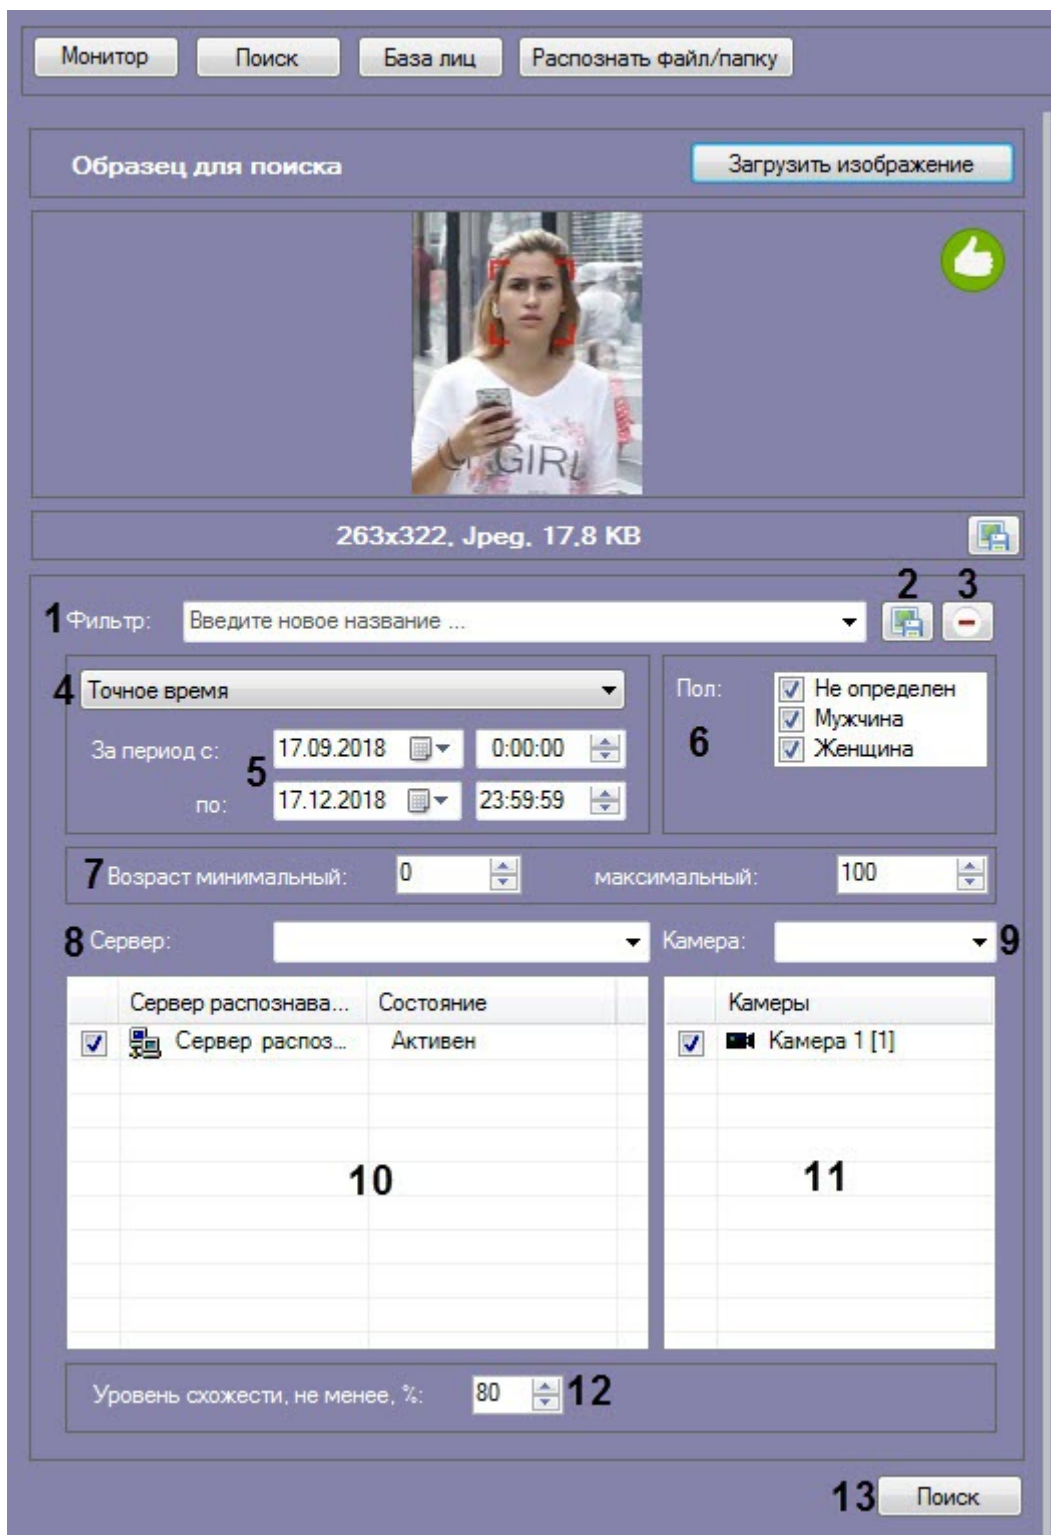 Монитор Поиск База лиц Распознать файл/папку
Образец для поиска Загрузить изображение
GIRL
263x322, Jpeg, 17,8 KB
2 3
1 Фильтр: Введите новое название ...
4 Точное время
Пол: Не определен
6 Мужчина
Женщина
За период с: 17.09.2018 0:00:00
5
по: 17.12.2018 23:59:59
7 Возраст минимальный: 0 максимальный: 100
8 Сервер: Камера: 9
Сервер распознава... Состояние Камеры
Сервер распоз... Активен Камера 1 [1]
10 11
Уровень схожести, не менее, %: 80 12
13 Поиск